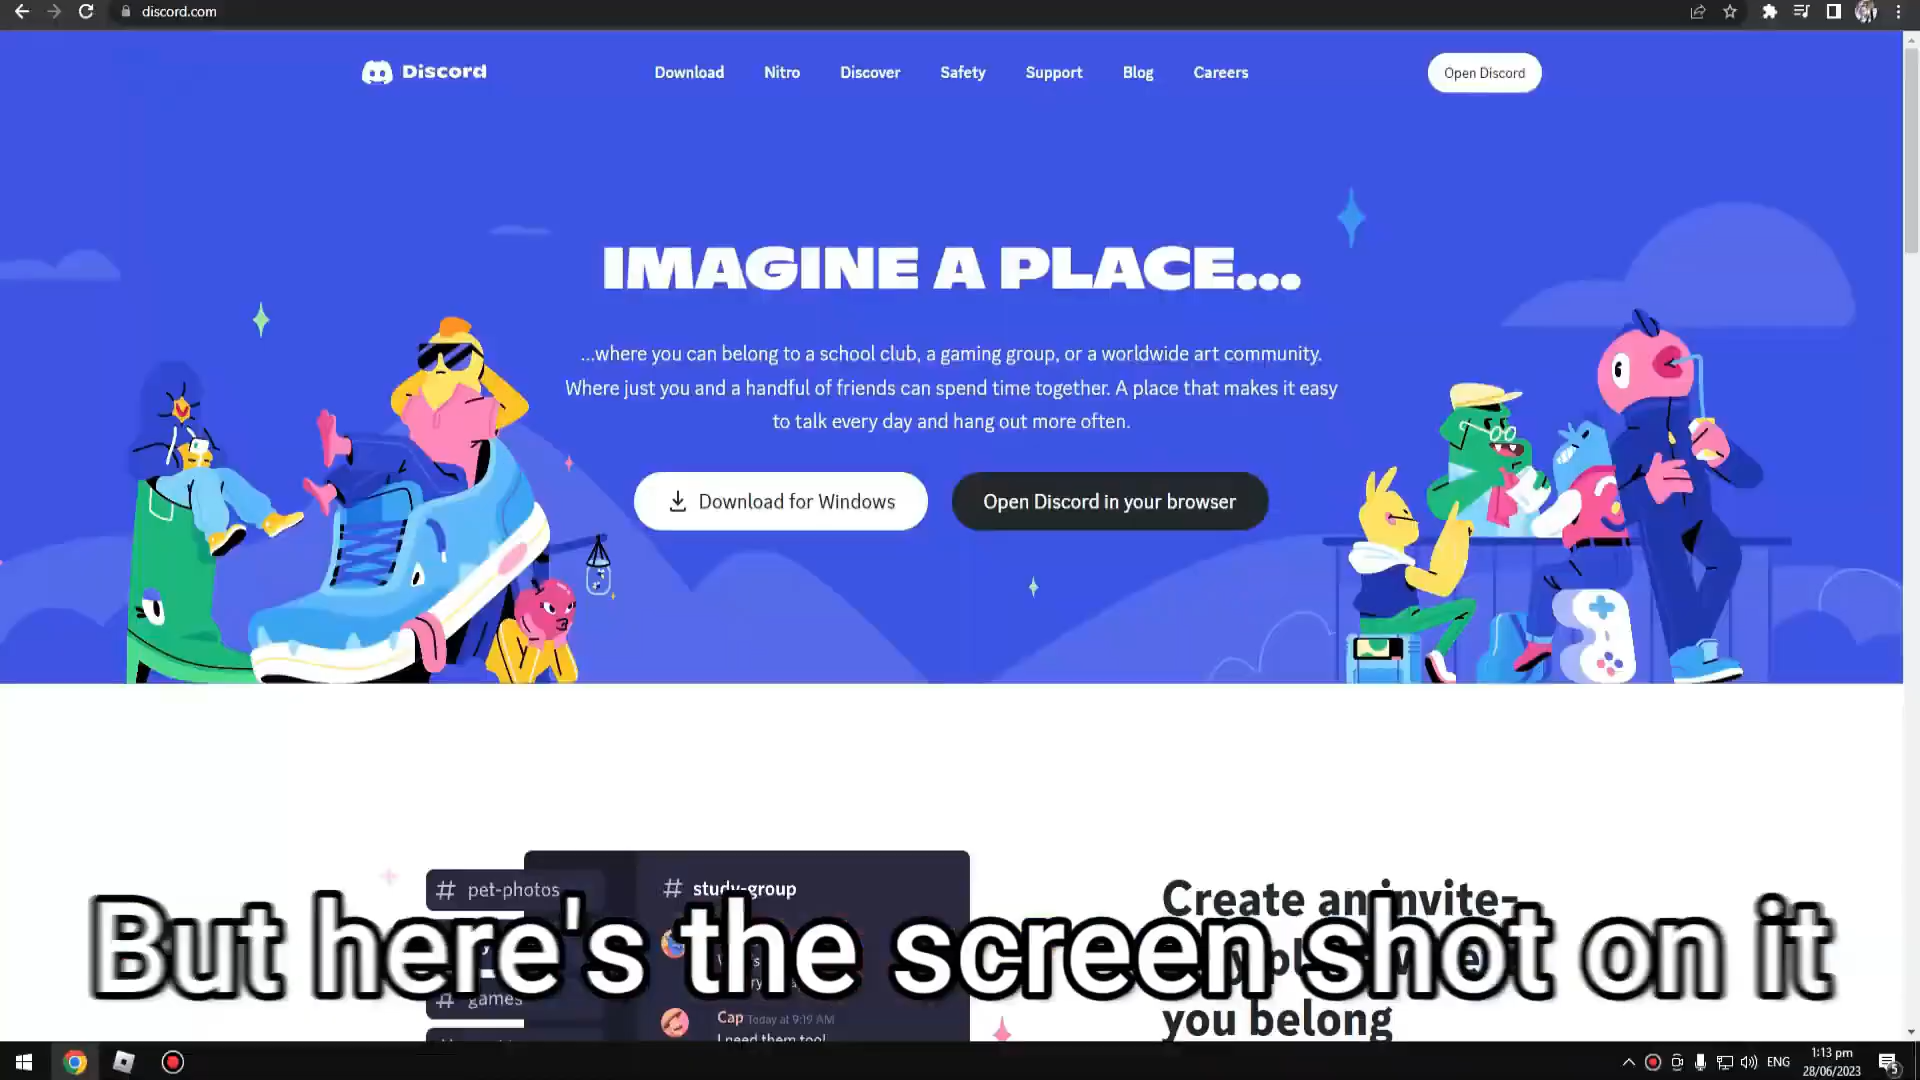 discord.com
Discord
Download
Nitro
Discover
Safety
Support
Blog
Careers
Open Discord
IMAGINE A PLACE...
...where you can belong to a school club, a gaming group, or a worldwide art community.
Where just you and a handful of friends can spend time together. A place that makes it easy
to talk every day and hang out more often.
Download for Windows
Open Discord in your browser
# pet-photos
# study-group
Create an invite-
But here's the screen shot on it
# games
Cap Today at 9:19 AM
you belong
I need them too!
ENG
1:13 pm
28/06/2023
5